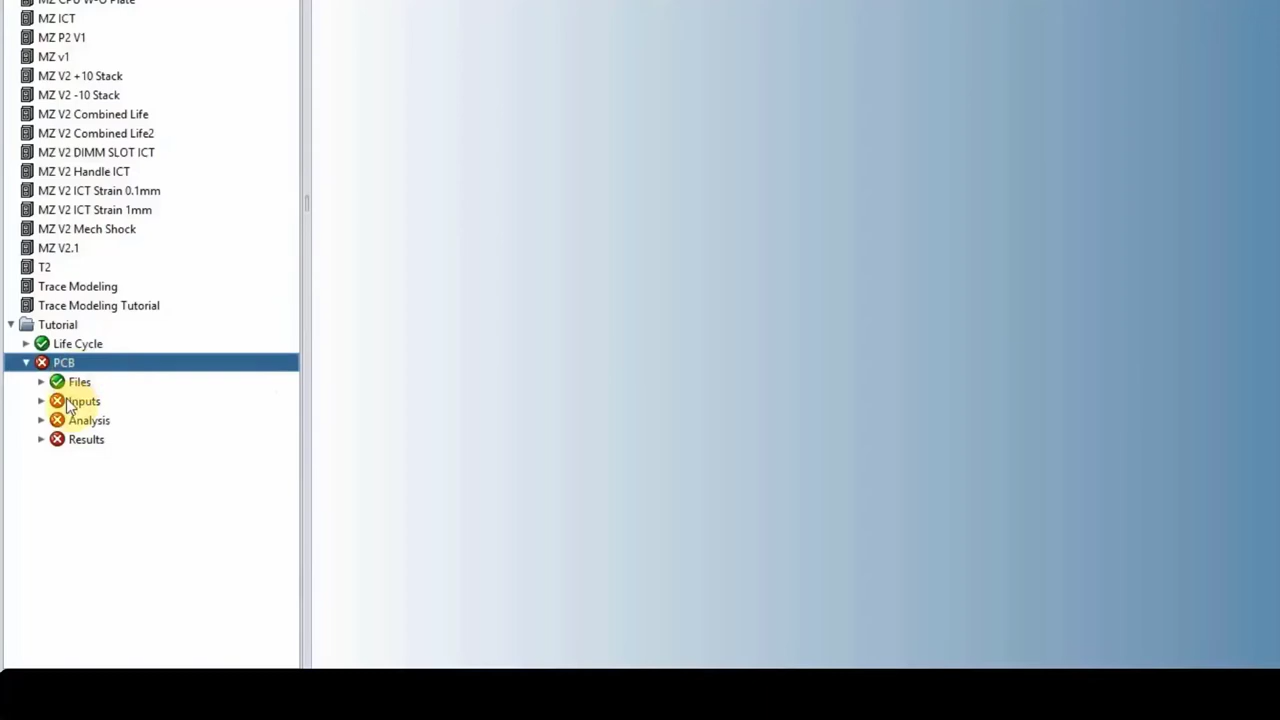 MZ CPU W-O Plate
MZ ICT
MZ P2 V1
MZ v1
MZ V2 +10 Stack
MZ V2 -10 Stack
MZ V2 Combined Life
MZ V2 Combined Life2
MZ V2 DIMM SLOT ICT
MZ V2 Handle ICT
MZ V2 ICT Strain 0.1mm
MZ V2 ICT Strain 1mm
MZ V2 Mech Shock
MZ V2.1
T2
Trace Modeling
Trace Modeling Tutorial
Tutorial
Life Cycle
PCB
Files
Inputs
Analysis
Results